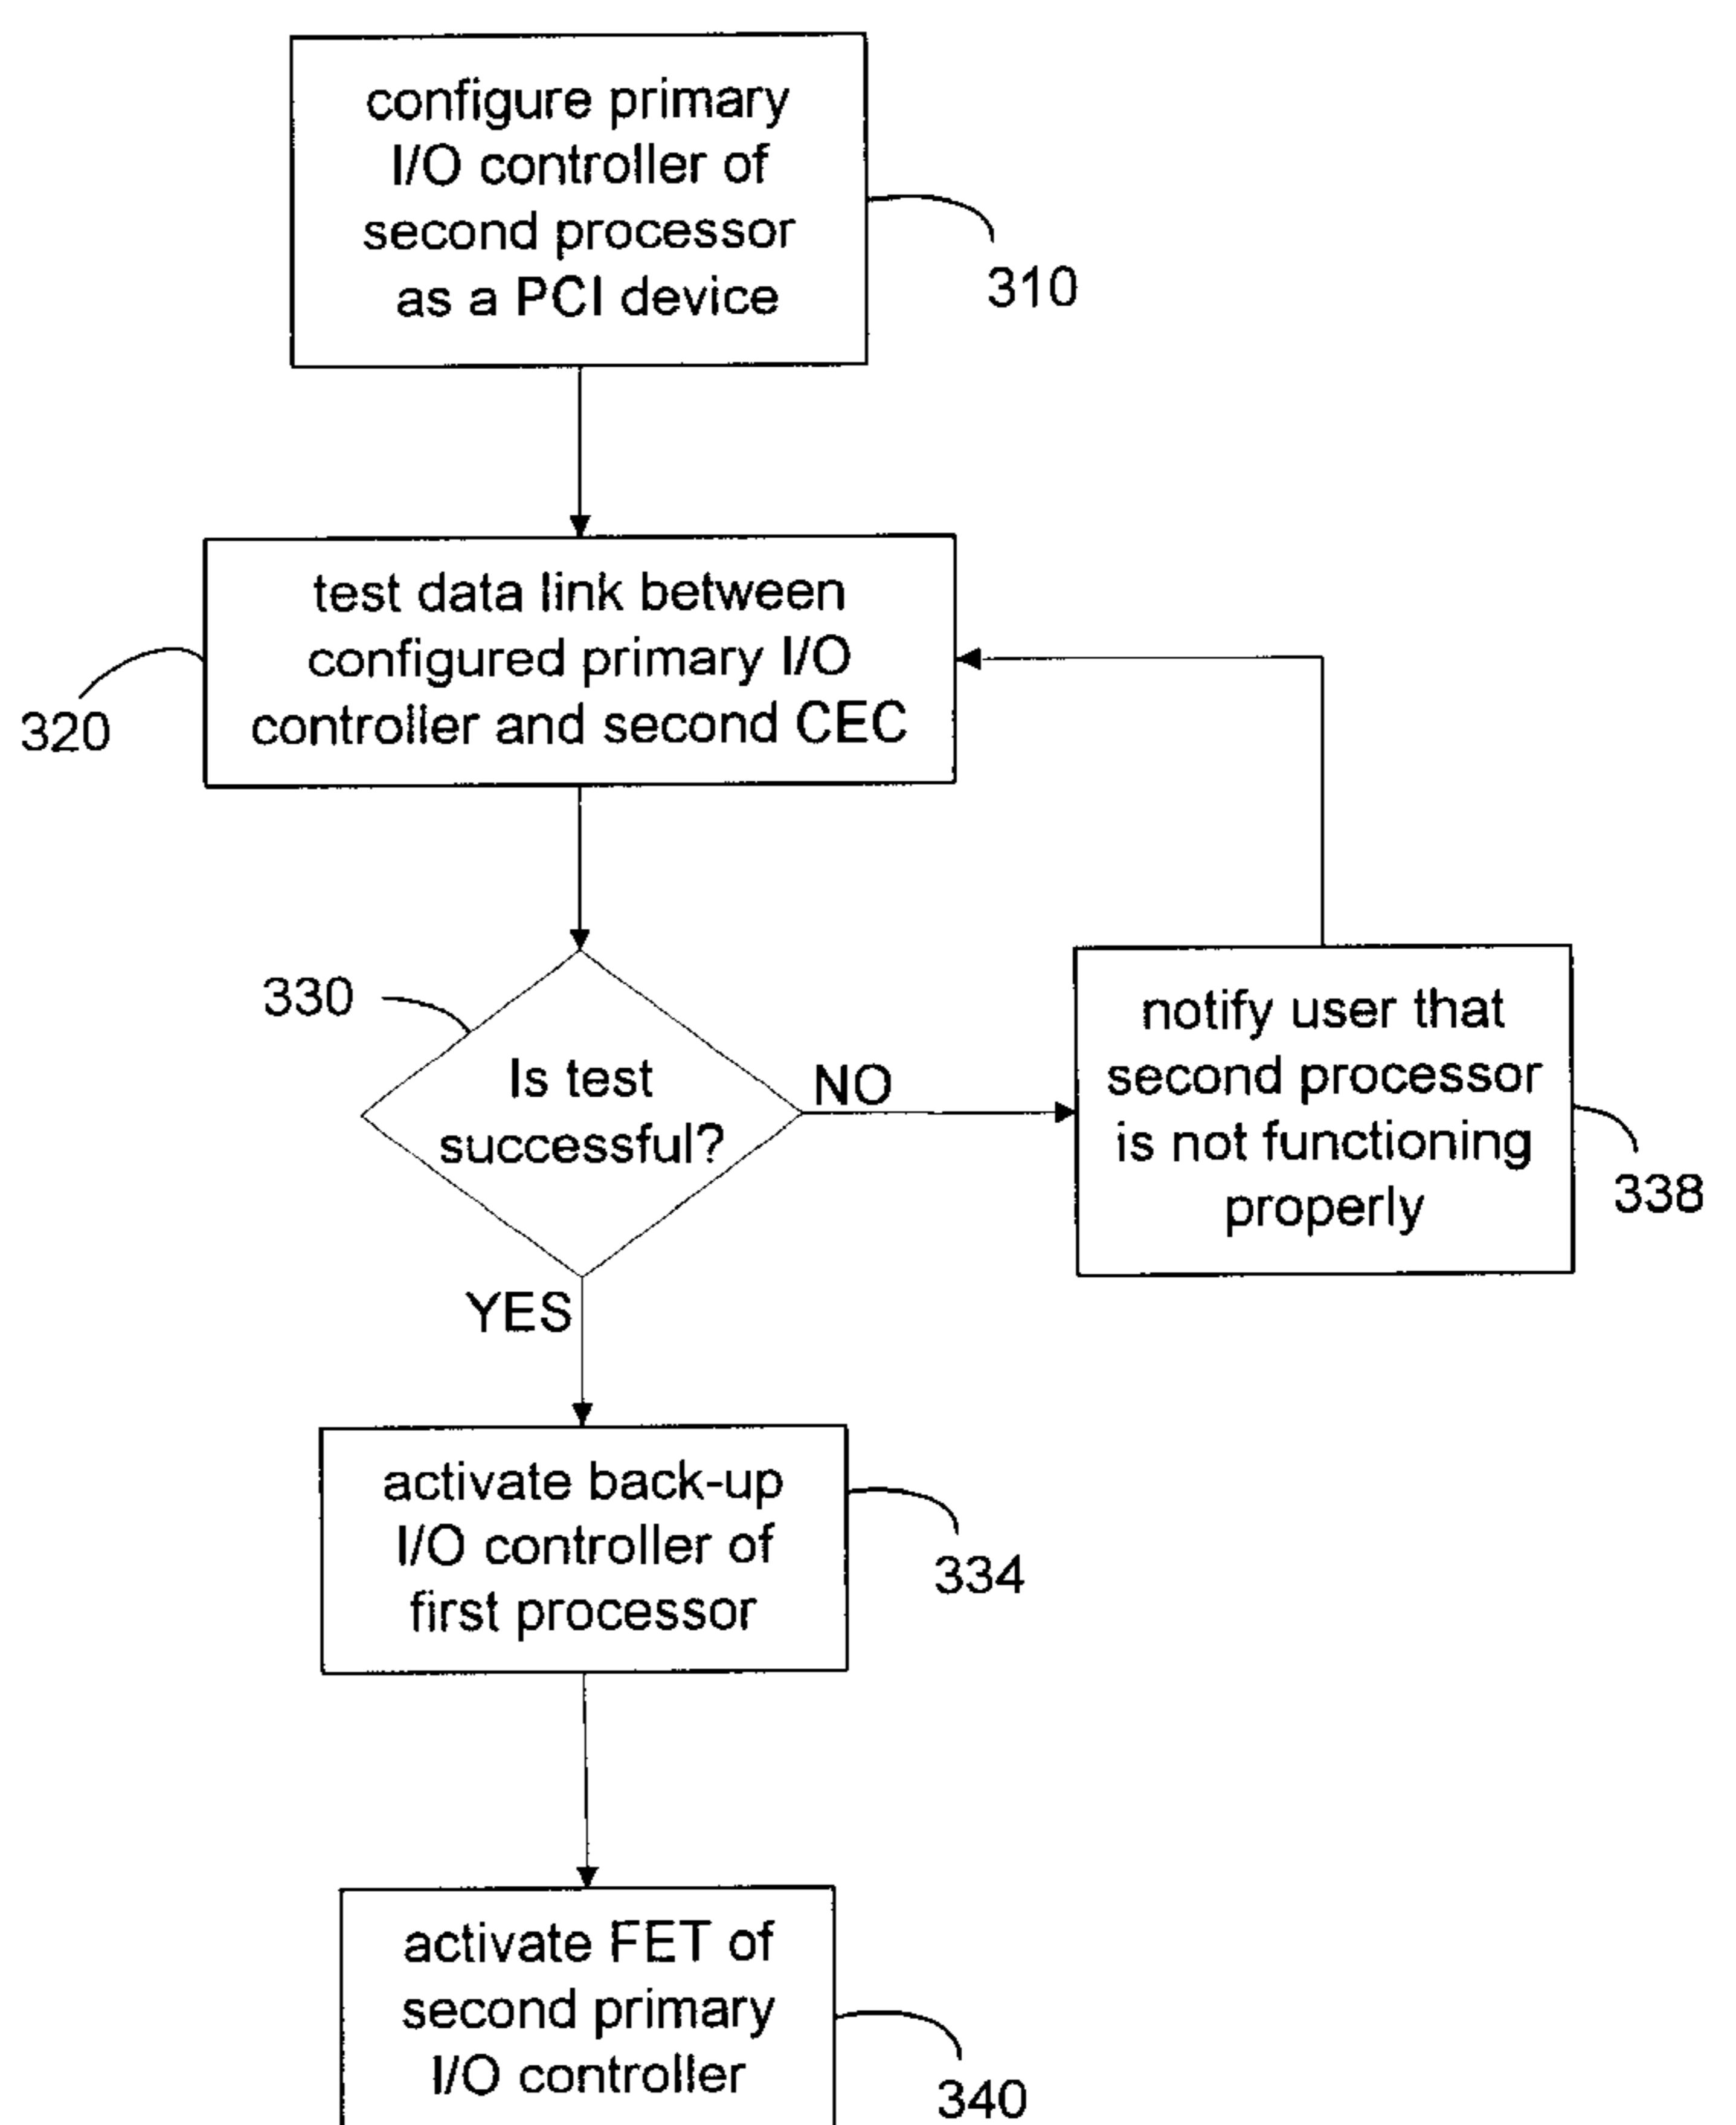 configure primary
I/O controller of
second processor
as a PCI device
310
test data link between
configured primary I/O
controller and second CEC
320
330
Is test
successful?
NO
notify user that
second processor
is not functioning
properly
338
YES
activate back-up
I/O controller of
first processor
334
activate FET of
second primary
I/O controller
340